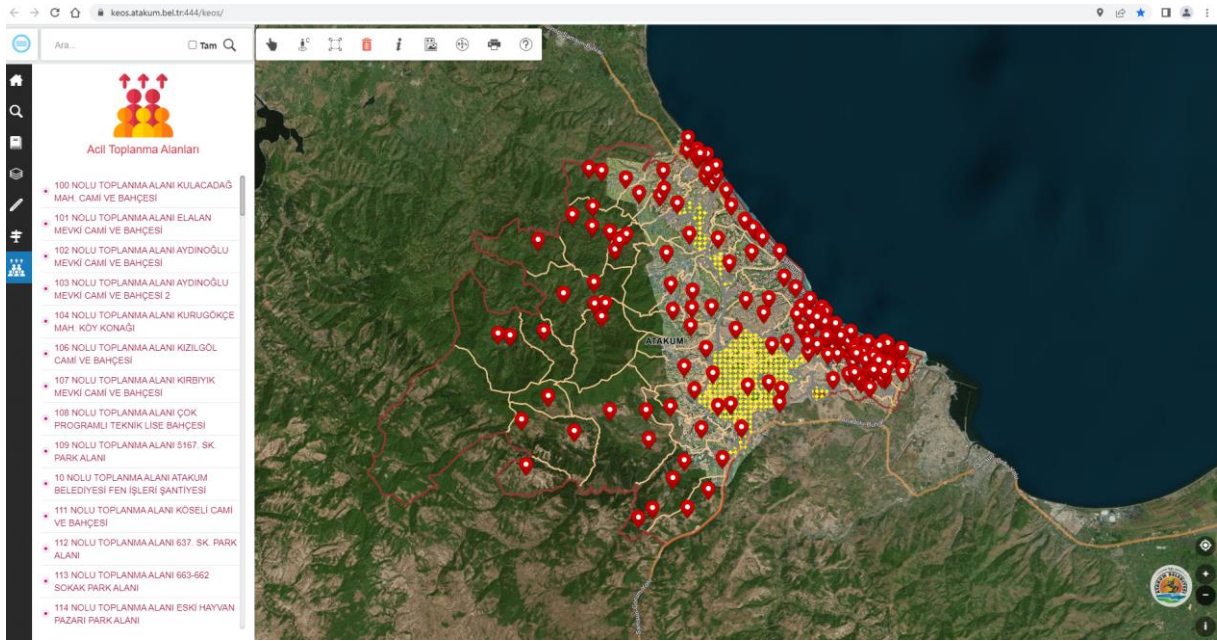 keos.atakum.bel.tr:444/keos/
Ara...
Tam
Acil Toplanma Alanları
100 NOLU TOPLANMA ALANI KULACADAĞ
MAH. CAMİ VE BAHÇESİ
101 NOLU TOPLANMA ALANI ELALAN
MEVKİ CAMİ VE BAHÇESİ
102 NOLU TOPLANMA ALANI AYDINOĞLU
MEVKİ CAMİ VE BAHÇESİ
103 NOLU TOPLANMA ALANI AYDINOĞLU
MEVKİ CAMİ VE BAHÇESİ 2
104 NOLU TOPLANMA ALANI KURUGÖKÇE
MAH. KÖY KONAĞI
106 NOLU TOPLANMA ALANI KIZILGÖL
CAMİ VE BAHÇESİ
107 NOLU TOPLANMA ALANI KIRBIYIK
MEVKİ CAMİ VE BAHÇESİ
108 NOLU TOPLANMA ALANI ÇOK
PROGRAMLI TEKNİK LİSE BAHÇESİ
109 NOLU TOPLANMA ALANI 5167. SK.
PARK ALANI
10 NOLU TOPLANMA ALANI ATAKUM
BELEDİYESİ FEN İŞLERİ ŞANTİYESİ
111 NOLU TOPLANMA ALANI KÖSELİ CAMİ
VE BAHÇESİ
112 NOLU TOPLANMA ALANI 637. SK. PARK
ALANI
113 NOLU TOPLANMA ALANI 663-662
SOKAK PARK ALANI
114 NOLU TOPLANMA ALANI ESKİ HAYVAN
PAZARI PARK ALANI
ATAKUM